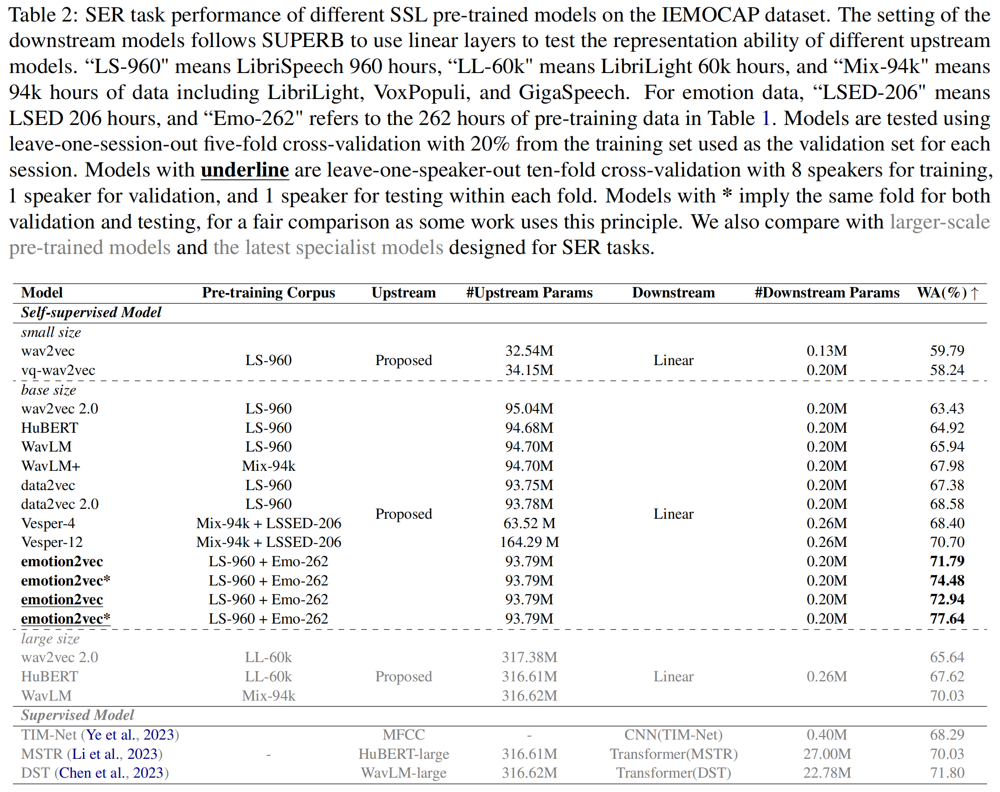 Table 2: SER task performance of different SSL pre-trained models on the IEMOCAP dataset. The setting of the
downstream models follows SUPERB to use linear layers to test the representation ability of different upstream
models. “LS-960" means LibriSpeech 960 hours, “LL-60k" means LibriLight 60k hours, and “Mix-94k" means
94k hours of data including LibriLight, VoxPopuli, and GigaSpeech. For emotion data, “LSED-206" means
LSED 206 hours, and “Emo-262" refers to the 262 hours of pre-training data in Table 1. Models are tested using
leave-one-session-out five-fold cross-validation with 20% from the training set used as the validation set for each
session. Models with underline are leave-one-speaker-out ten-fold cross-validation with 8 speakers for training,
1 speaker for validation, and 1 speaker for testing within each fold. Models with * imply the same fold for both
validation and testing, for a fair comparison as some work uses this principle. We also compare with larger-scale
pre-trained models and the latest specialist models designed for SER tasks.
Model Pre-training Corpus Upstream #Upstream Params Downstream #Downstream Params WA(%) ↑
Self-supervised Model
small size
wav2vec LS-960 Proposed 32.54M Linear 0.13M 59.79
vq-wav2vec 34.15M 0.20M 58.24
base size
wav2vec 2.0 LS-960 95.04M 0.20M 63.43
HuBERT LS-960 94.68M 0.20M 64.92
WavLM LS-960 94.70M 0.20M 65.94
WavLM+ Mix-94k 94.70M 0.20M 67.98
data2vec LS-960 93.75M 0.20M 67.38
data2vec 2.0 LS-960 93.78M 0.20M 68.58
Vesper-4 Mix-94k + LSSED-206 Proposed 63.52 M Linear 0.26M 68.40
Vesper-12 Mix-94k + LSSED-206 164.29 M 0.26M 70.70
emotion2vec LS-960 + Emo-262 93.79M 0.20M 71.79
emotion2vec* LS-960 + Emo-262 93.79M 0.20M 74.48
emotion2vec LS-960 + Emo-262 93.79M 0.20M 72.94
emotion2vec* LS-960 + Emo-262 93.79M 0.20M 77.64
large size
wav2vec 2.0 LL-60k 317.38M 65.64
HuBERT LL-60k Proposed 316.61M Linear 0.26M 67.62
WavLM Mix-94k 316.62M 70.03
Supervised Model
TIM-Net (Ye et al., 2023) MFCC - CNN(TIM-Net) 0.40M 68.29
MSTR (Li et al., 2023) - HuBERT-large 316.61M Transformer(MSTR) 27.00M 70.03
DST (Chen et al., 2023) WavLM-large 316.62M Transformer(DST) 22.78M 71.80